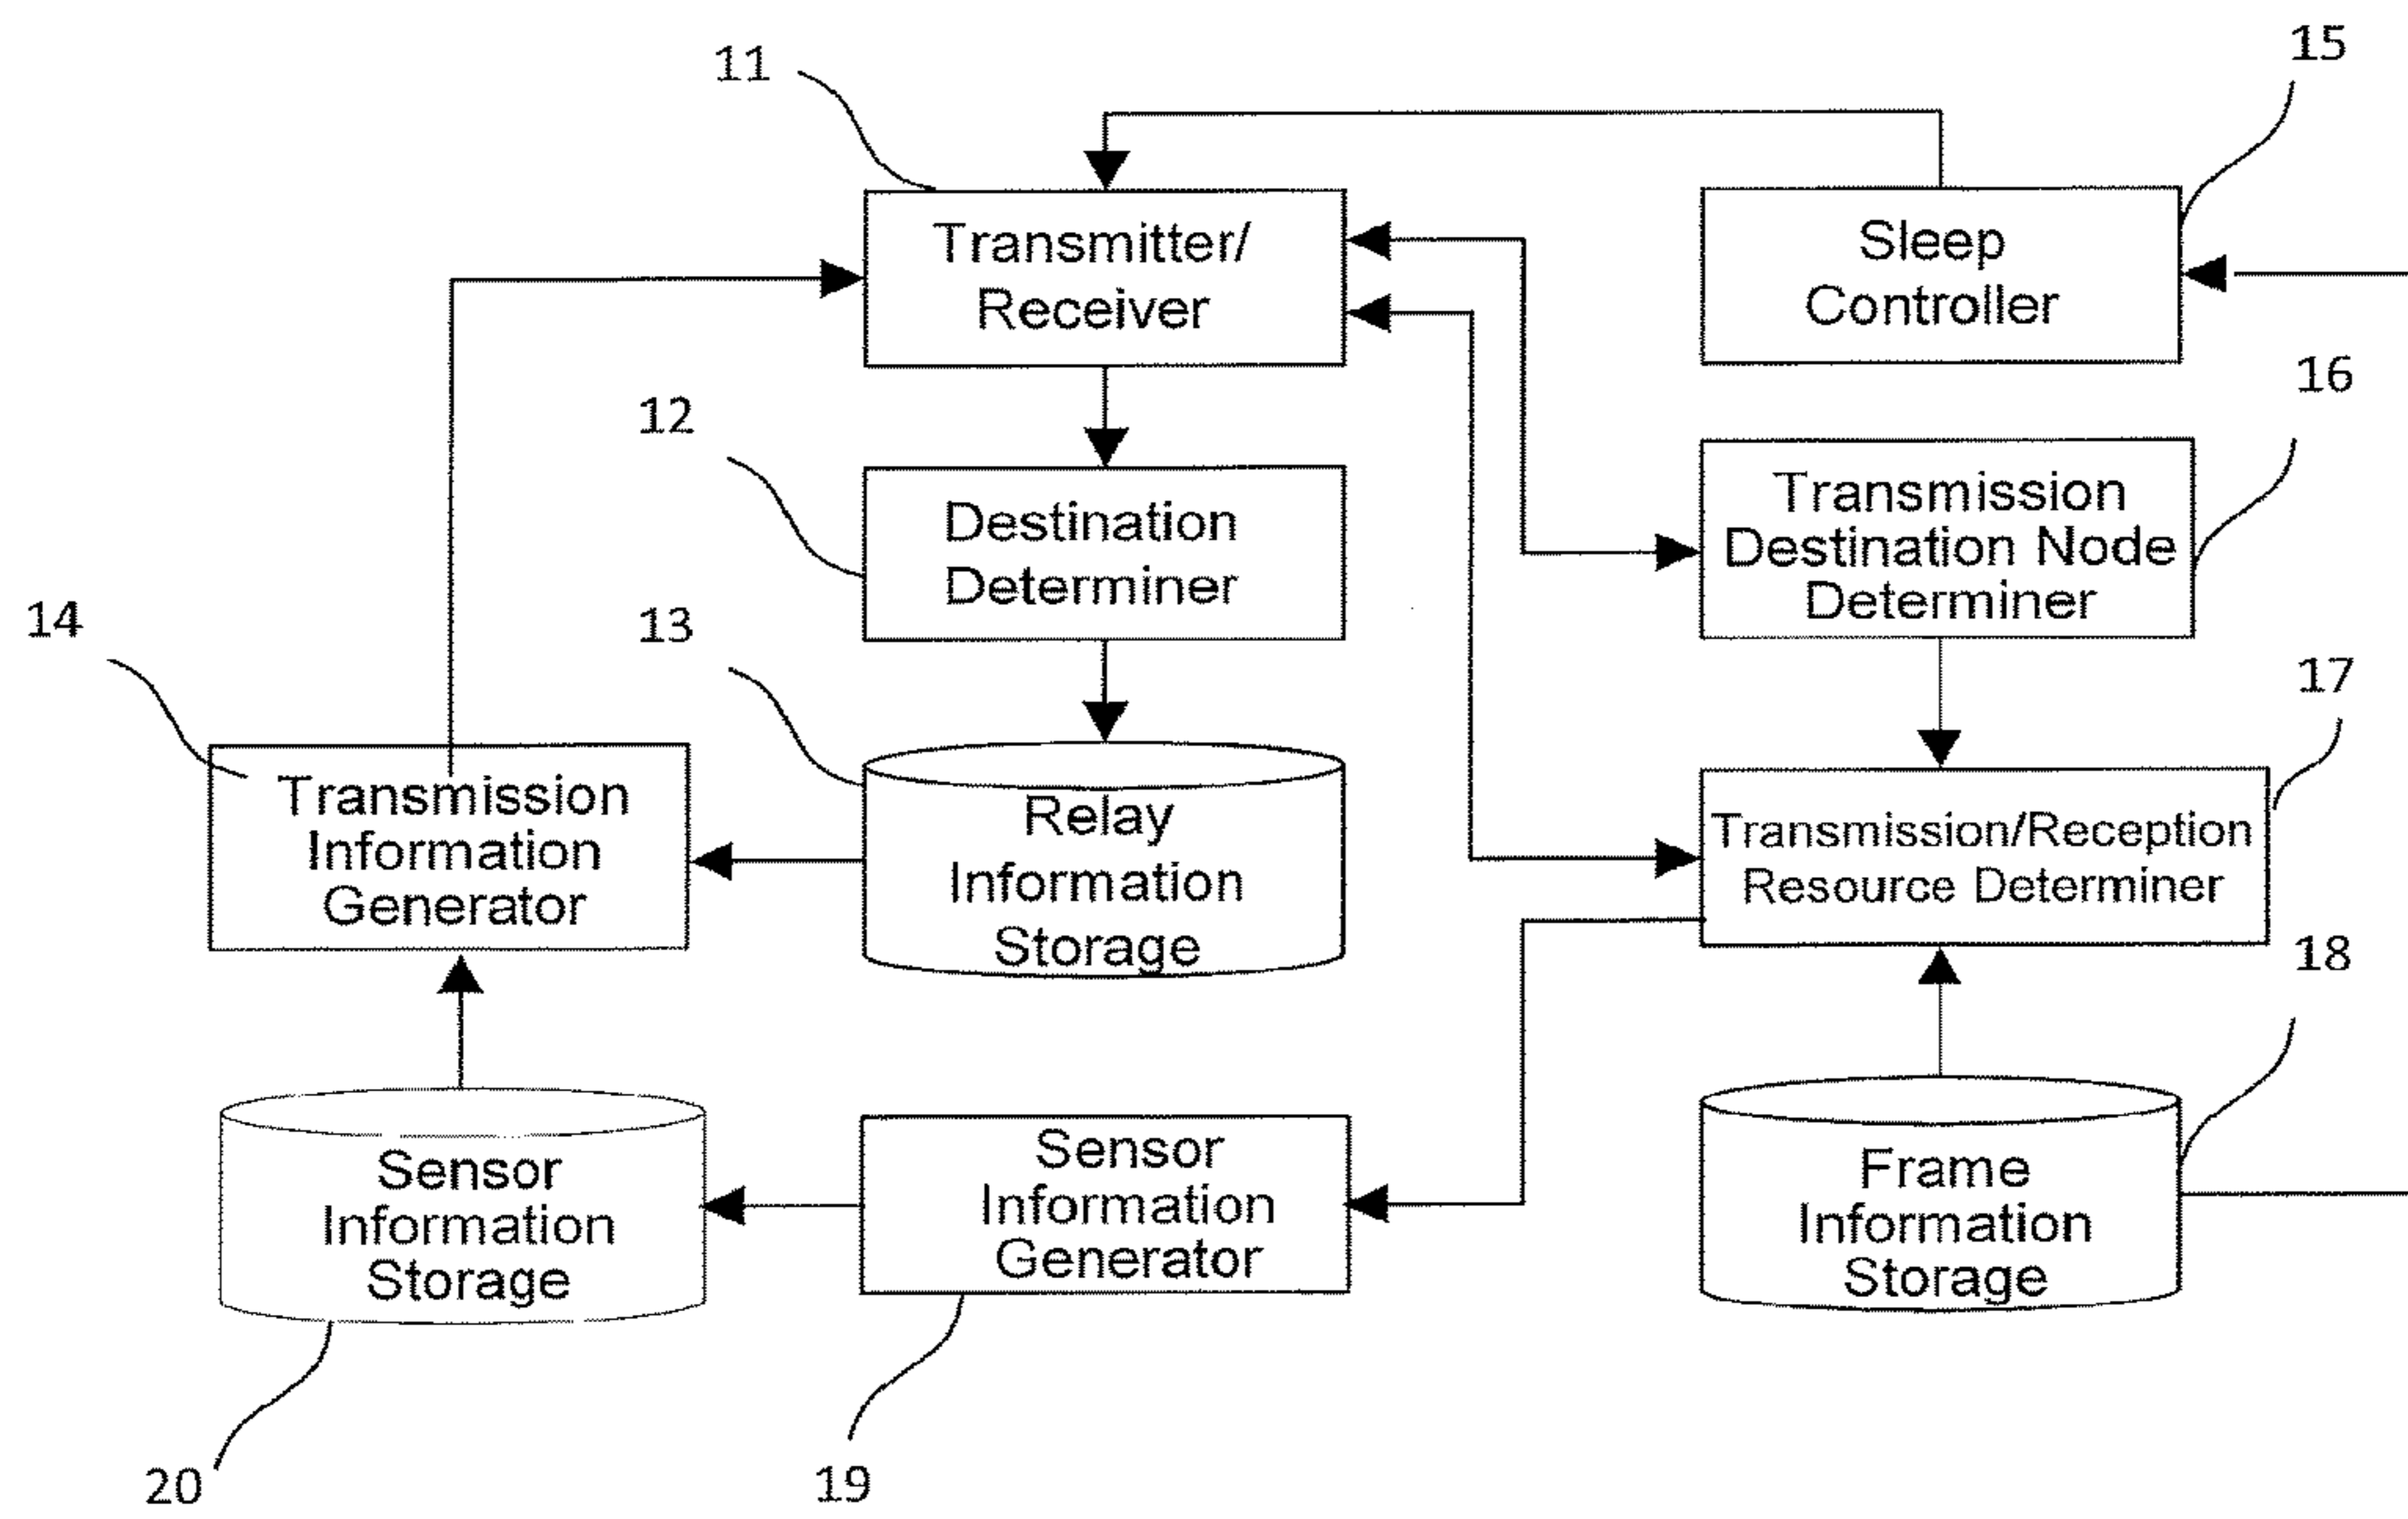 11
15
Transmitter/
Receiver
Sleep
Controller
12
16
Destination
Determiner
Transmission
Destination Node
Determiner
14
13
17
Transmission
Information
Generator
Relay
Information
Storage
Transmission/Reception
Resource Determiner
18
Sensor
Information
Storage
Sensor
Information
Generator
Frame
Information
Storage
20
19